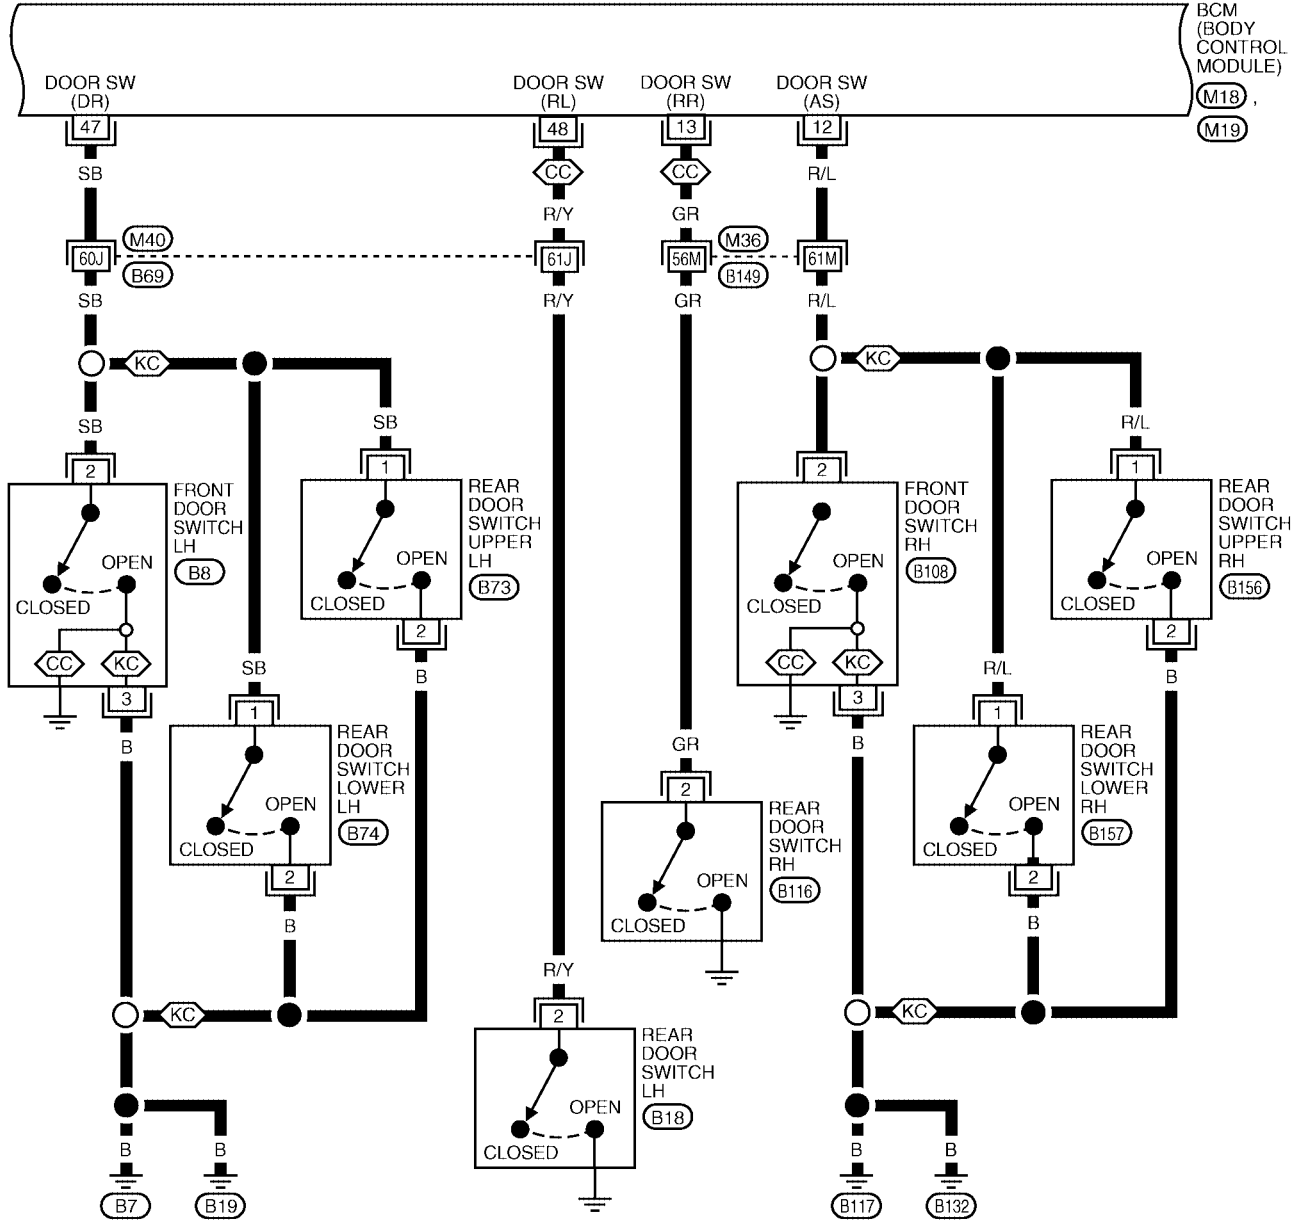 BCM
(BODY
CONTROL
MODULE)
M18 ,
M19
DOOR SW
(DR)
DOOR SW
(RL)
DOOR SW
(RR)
DOOR SW
(AS)
47
48
13
12
SB
CC
CC
R/L
R/Y
GR
60J
M40
B69
61J
56M
M36
B149
61M
SB
R/Y
GR
R/L
KC
KC
SB
SB
R/L
2
1
2
1
FRONT
DOOR
SWITCH
LH
B8
OPEN
CLOSED
CC
KC
3
REAR
DOOR
SWITCH
UPPER
LH
B73
OPEN
CLOSED
2
FRONT
DOOR
SWITCH
RH
B108
OPEN
CLOSED
CC
KC
3
REAR
DOOR
SWITCH
UPPER
RH
B156
OPEN
CLOSED
2
SB
B
R/L
B
1
1
B
REAR
DOOR
SWITCH
LOWER
LH
B74
OPEN
CLOSED
2
B
GR
2
REAR
DOOR
SWITCH
RH
B116
OPEN
CLOSED
B
REAR
DOOR
SWITCH
LOWER
RH
B157
OPEN
CLOSED
2
B
KC
R/Y
2
REAR
DOOR
SWITCH
LH
B18
OPEN
CLOSED
KC
B
B
B
B
B7
B19
B117
B132